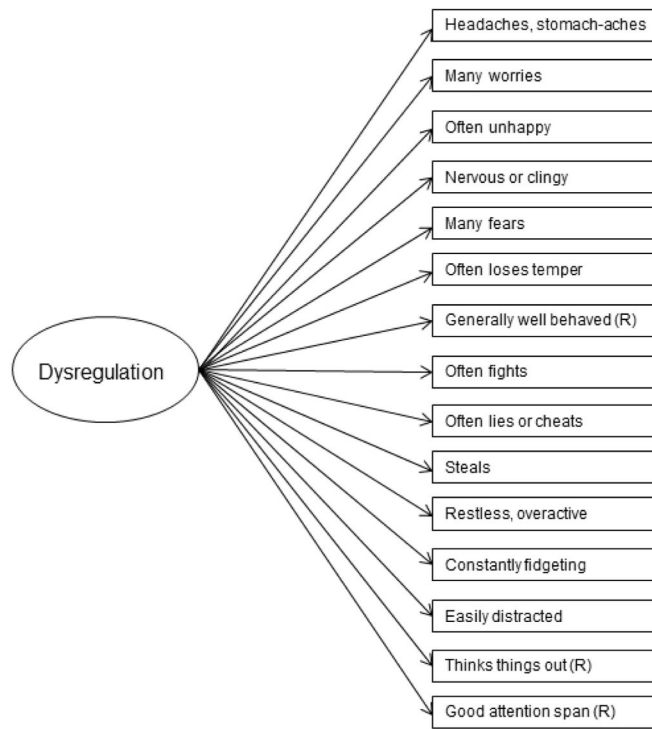 Headaches, stomach-aches
Many worries
Often unhappy
Nervous or clingy
Many fears
Often loses temper
Generally well behaved (R)
Dysregulation
Often fights
Often lies or cheats
Steals
Restless, overactive
Constantly fidgeting
Easily distracted
Thinks things out (R)
Good attention span (R)